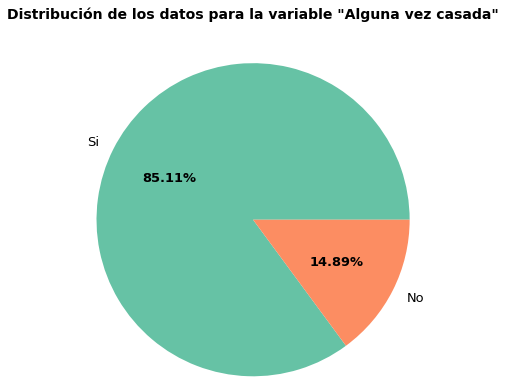 Distribución de los datos para la variable "Alguna vez casada"
Si
85.11%
14.89%
No